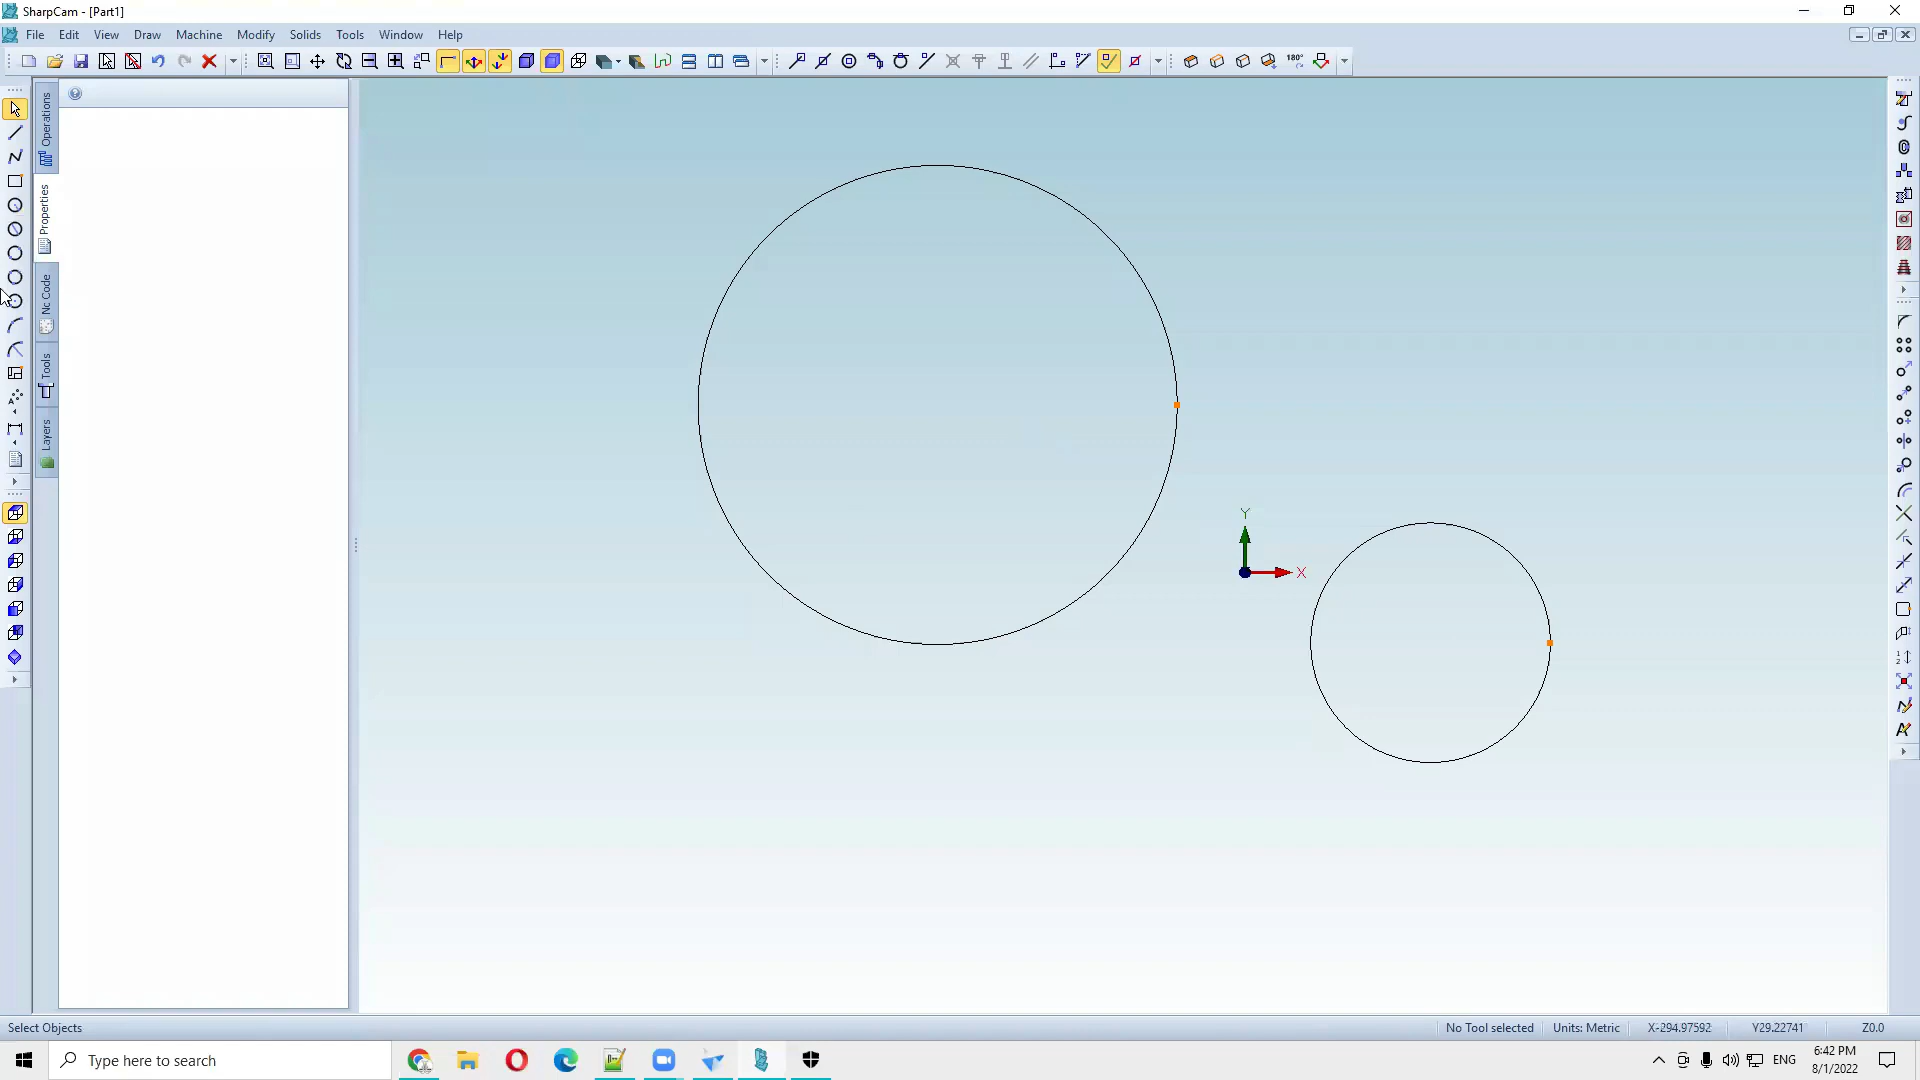 SharpCam - [Part1]
File Edit View Draw Machine Modify Solids Tools Options Window Help
180°
Operations
Properties
Nc Code
Tools
Layers
Y
X
Select Objects
No Tool selected Units: Metric X-294.97592 Y29.22741 Z0.0
Type here to search
ENG
6:42 PM
8/1/2022